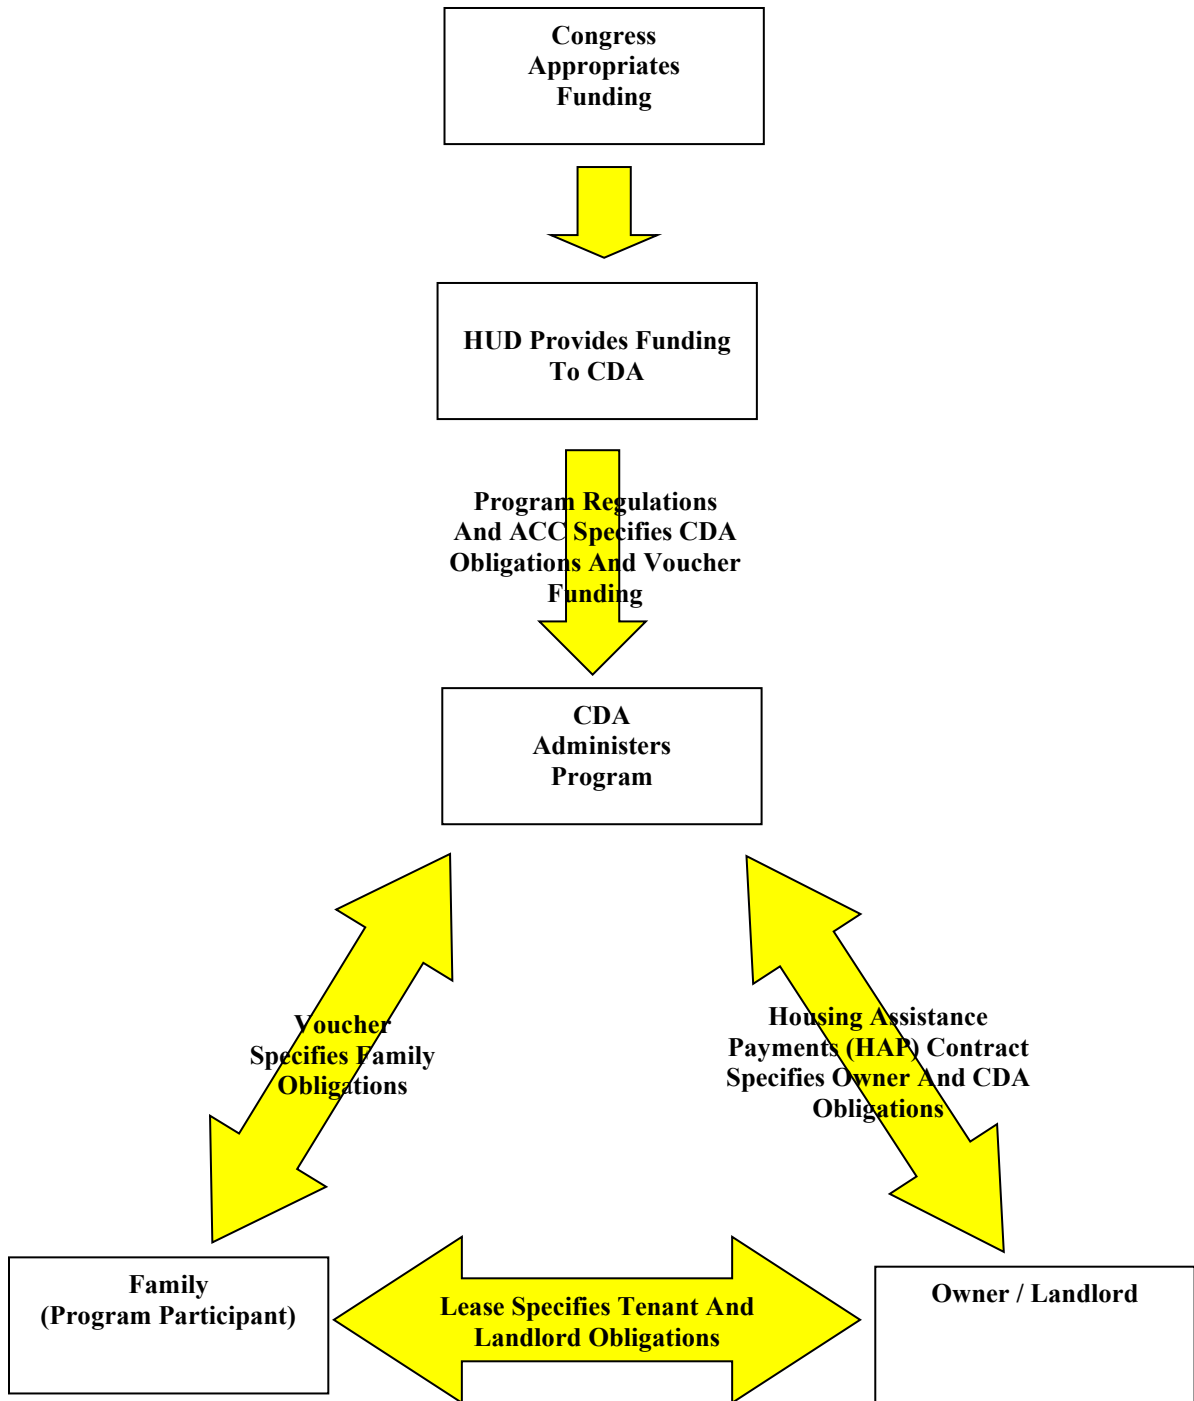 Congress
Appropriates
Funding
HUD Provides Funding
To CDA
Program Regulations
And ACC Specifies CDA
Obligations And Voucher
Funding
CDA
Administers
Program
Voucher
Specifies Family
Obligations
Housing Assistance
Payments (HAP) Contract
Specifies Owner And CDA
Obligations
Family
(Program Participant)
Lease Specifies Tenant And
Landlord Obligations
Owner / Landlord